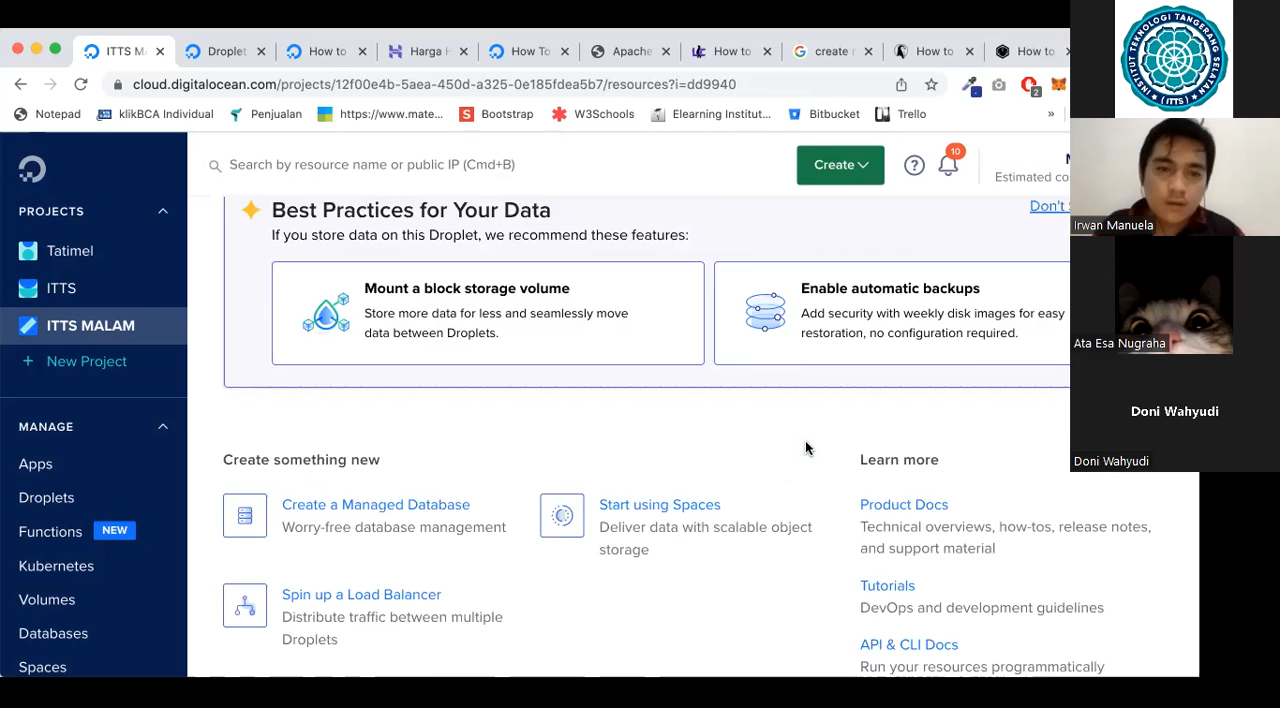 ITTS M
Droplet
How to
Harga H
How To
Apache
How to
create r
How to
How to
cloud.digitalocean.com/projects/12f00e4b-5aea-450d-a325-0e185fdea5b7/resources?i=dd9940
2
Notepad
klikBCA Individual
Penjualan
https://www.mate...
Bootstrap
W3Schools
Elearning Institut...
Bitbucket
Trello
»
Search by resource name or public IP (Cmd+B)
Create
10
Estimated co
PROJECTS
Tatimel
ITTS
ITTS MALAM
+ New Project
MANAGE
Apps
Droplets
Functions NEW
Kubernetes
Volumes
Databases
Spaces
Best Practices for Your Data
Don't
If you store data on this Droplet, we recommend these features:
Mount a block storage volume
Store more data for less and seamlessly move
data between Droplets.
Enable automatic backups
Add security with weekly disk images for easy
restoration, no configuration required.
Create something new
Create a Managed Database
Worry-free database management
Start using Spaces
Deliver data with scalable object
storage
Spin up a Load Balancer
Distribute traffic between multiple
Droplets
Learn more
Product Docs
Technical overviews, how-tos, release notes,
and support material
Tutorials
DevOps and development guidelines
API & CLI Docs
Run your resources programmatically
INSTITUT TEKNOLOGI TANGERANG SELATAN
(ITTS)
Irwan Manuela
Ata Esa Nugraha
Doni Wahyudi
Doni Wahyudi